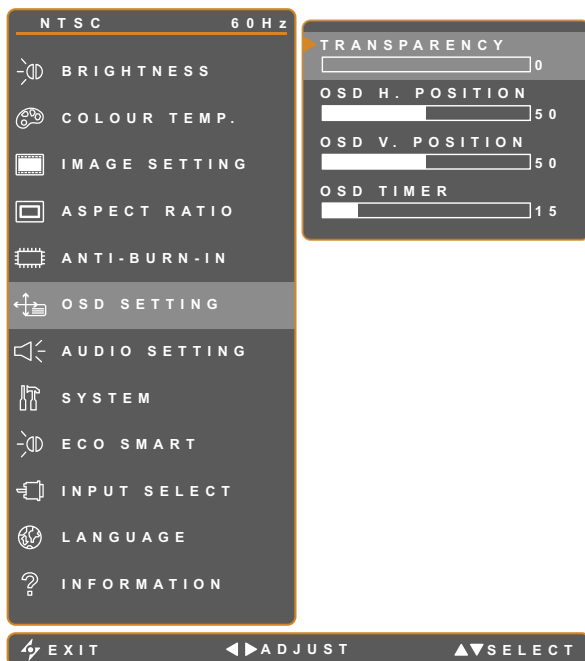 NTSC 60Hz
BRIGHTNESS
COLOUR TEMP.
IMAGE SETTING
ASPECT RATIO
ANTI-BURN-IN
OSD SETTING
AUDIO SETTING
SYSTEM
ECO SMART
INPUT SELECT
LANGUAGE
INFORMATION
TRANSPARENCY
0
OSD H. POSITION
50
OSD V. POSITION
50
OSD TIMER
15
EXIT ADJUST SELECT